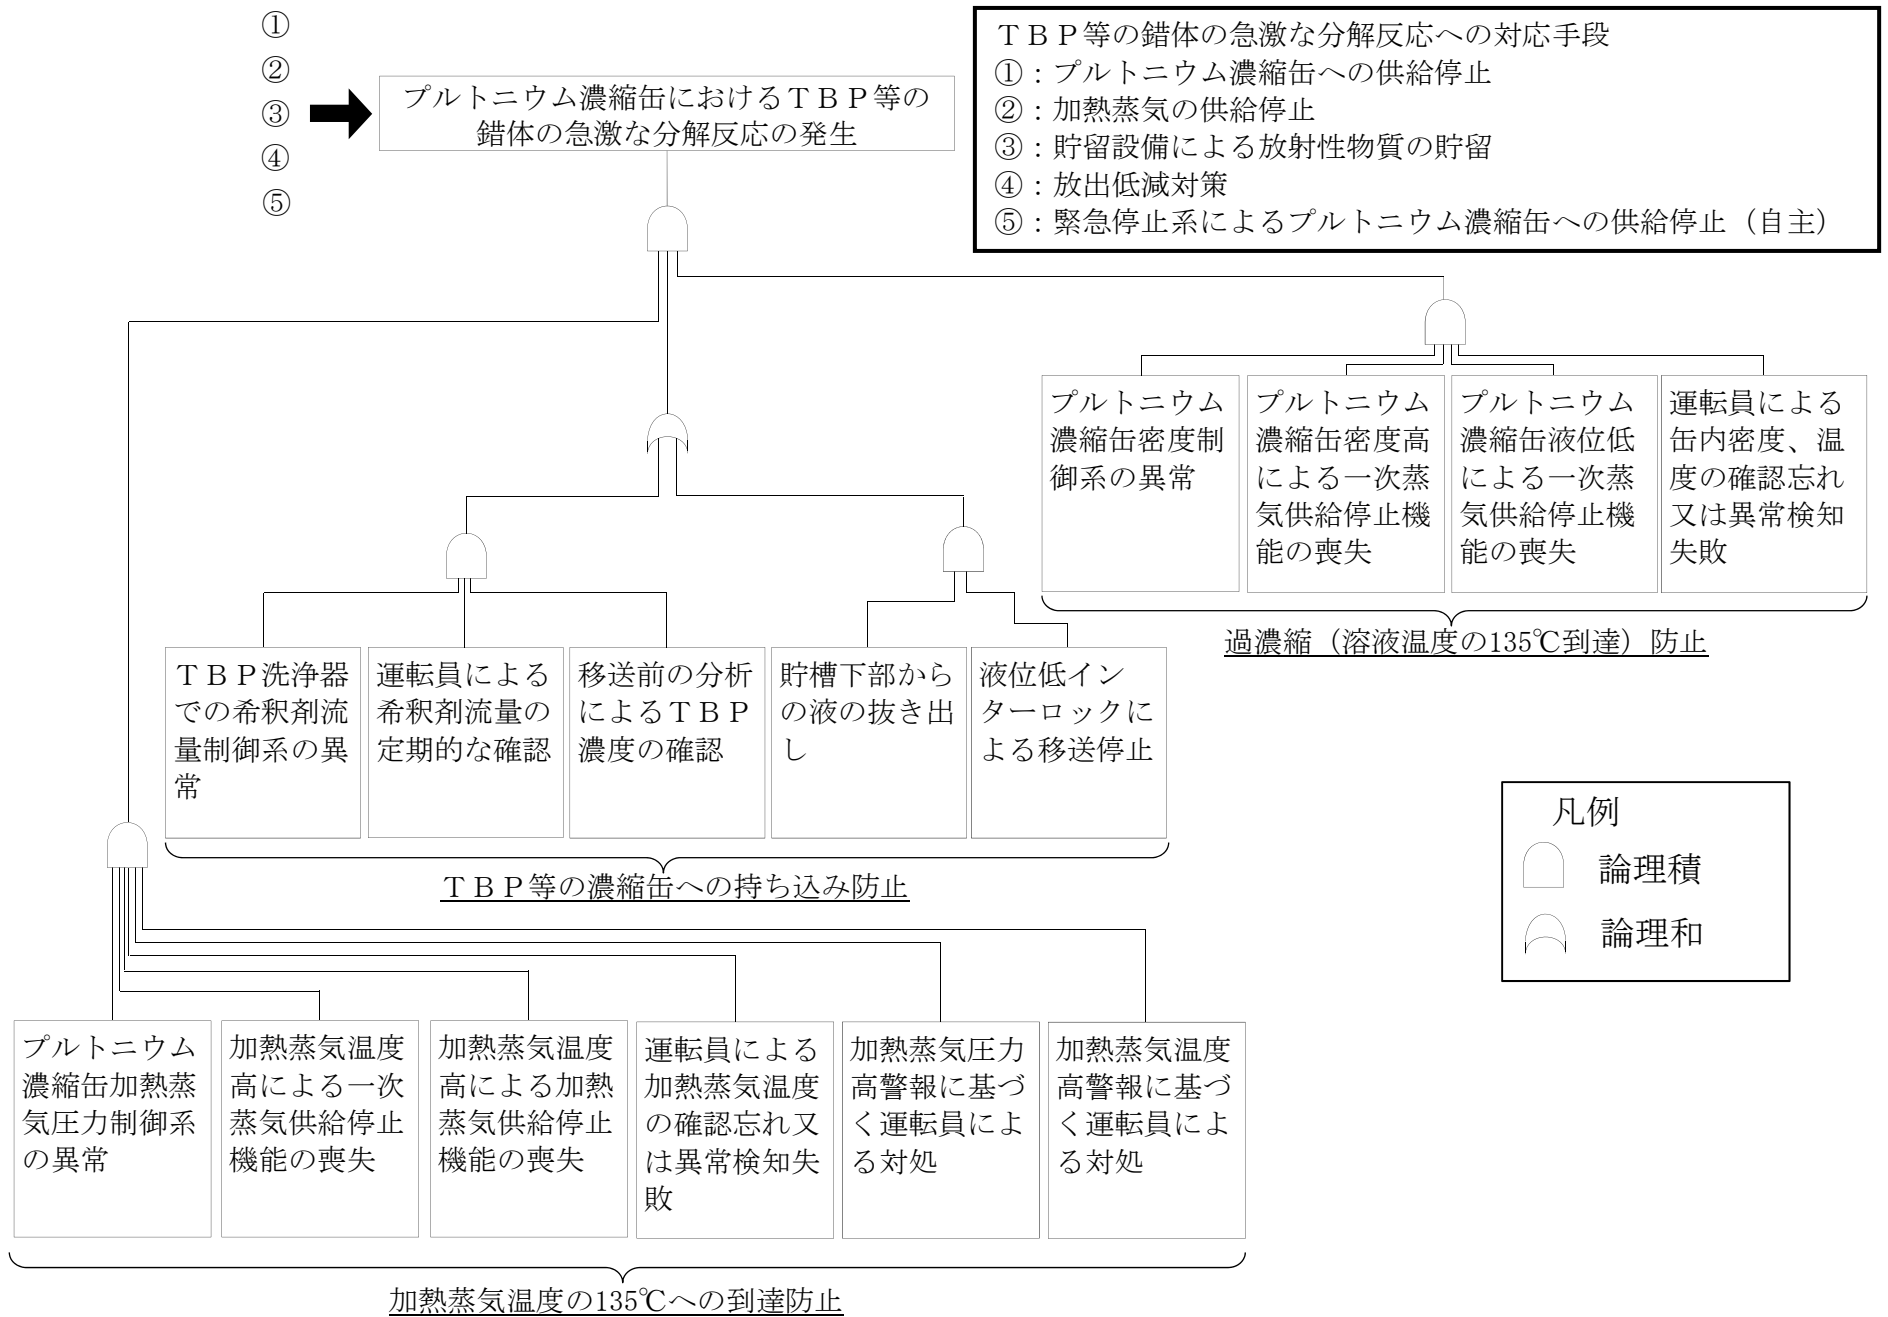 ①
②
③
④
⑤
プルトニウム濃縮缶におけるＴＢＰ等の
錯体の急激な分解反応の発生
ＴＢＰ等の錯体の急激な分解反応への対応手段
①：プルトニウム濃縮缶への供給停止
②：加熱蒸気の供給停止
③：貯留設備による放射性物質の貯留
④：放出低減対策
⑤：緊急停止系によるプルトニウム濃縮缶への供給停止（自主）
プルトニウム
濃縮缶密度制
御系の異常
プルトニウム
濃縮缶密度高
による一次蒸
気供給停止機
能の喪失
プルトニウム
濃縮缶液位低
による一次蒸
気供給停止機
能の喪失
運転員による
缶内密度、温
度の確認忘れ
又は異常検知
失敗
過濃縮（溶液温度の135℃到達）防止
ＴＢＰ洗浄器
での希釈剤流
量制御系の異
常
運転員による
希釈剤流量の
定期的な確認
移送前の分析
によるＴＢＰ
濃度の確認
貯槽下部から
の液の抜き出
し
液位低イン
ターロックに
よる移送停止
ＴＢＰ等の濃縮缶への持ち込み防止
凡例
論理積
論理和
プルトニウム
濃縮缶加熱蒸
気圧力制御系
の異常
加熱蒸気温度
高による一次
蒸気供給停止
機能の喪失
加熱蒸気温度
高による加熱
蒸気供給停止
機能の喪失
運転員による
加熱蒸気温度
の確認忘れ又
は異常検知失
敗
加熱蒸気圧力
高警報に基づ
く運転員によ
る対処
加熱蒸気温度
高警報に基づ
く運転員によ
る対処
加熱蒸気温度の135℃への到達防止